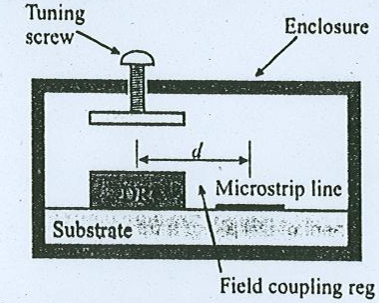 Tuning
screw
Enclosure
d
DR
Microstrip line
Substrate
Field coupling reg